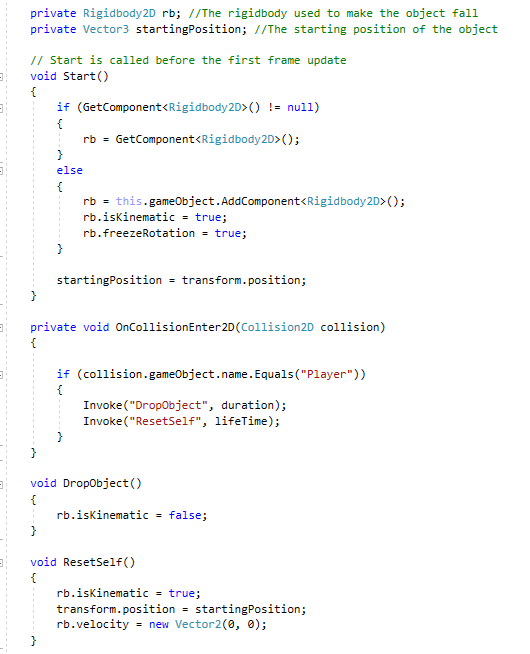 private Rigidbody2D rb; //The rigidbody used to make the object fall
private Vector3 startingPosition; //The starting position of the object
// Start is called before the first frame update
void Start()
{
if (GetComponent<Rigidbody2D>() != null)
{
rb = GetComponent<Rigidbody2D>();
}
else
{
rb = this.gameObject.AddComponent<Rigidbody2D>();
rb.isKinematic = true;
rb.freezeRotation = true;
}
startingPosition = transform.position;
}
private void OnCollisionEnter2D(Collision2D collision)
{
if (collision.gameObject.name.Equals("Player"))
{
Invoke("DropObject", duration);
Invoke("ResetSelf", lifeTime);
}
}
void DropObject()
{
rb.isKinematic = false;
}
void ResetSelf()
{
rb.isKinematic = true;
transform.position = startingPosition;
rb.velocity = new Vector2(0, 0);
}